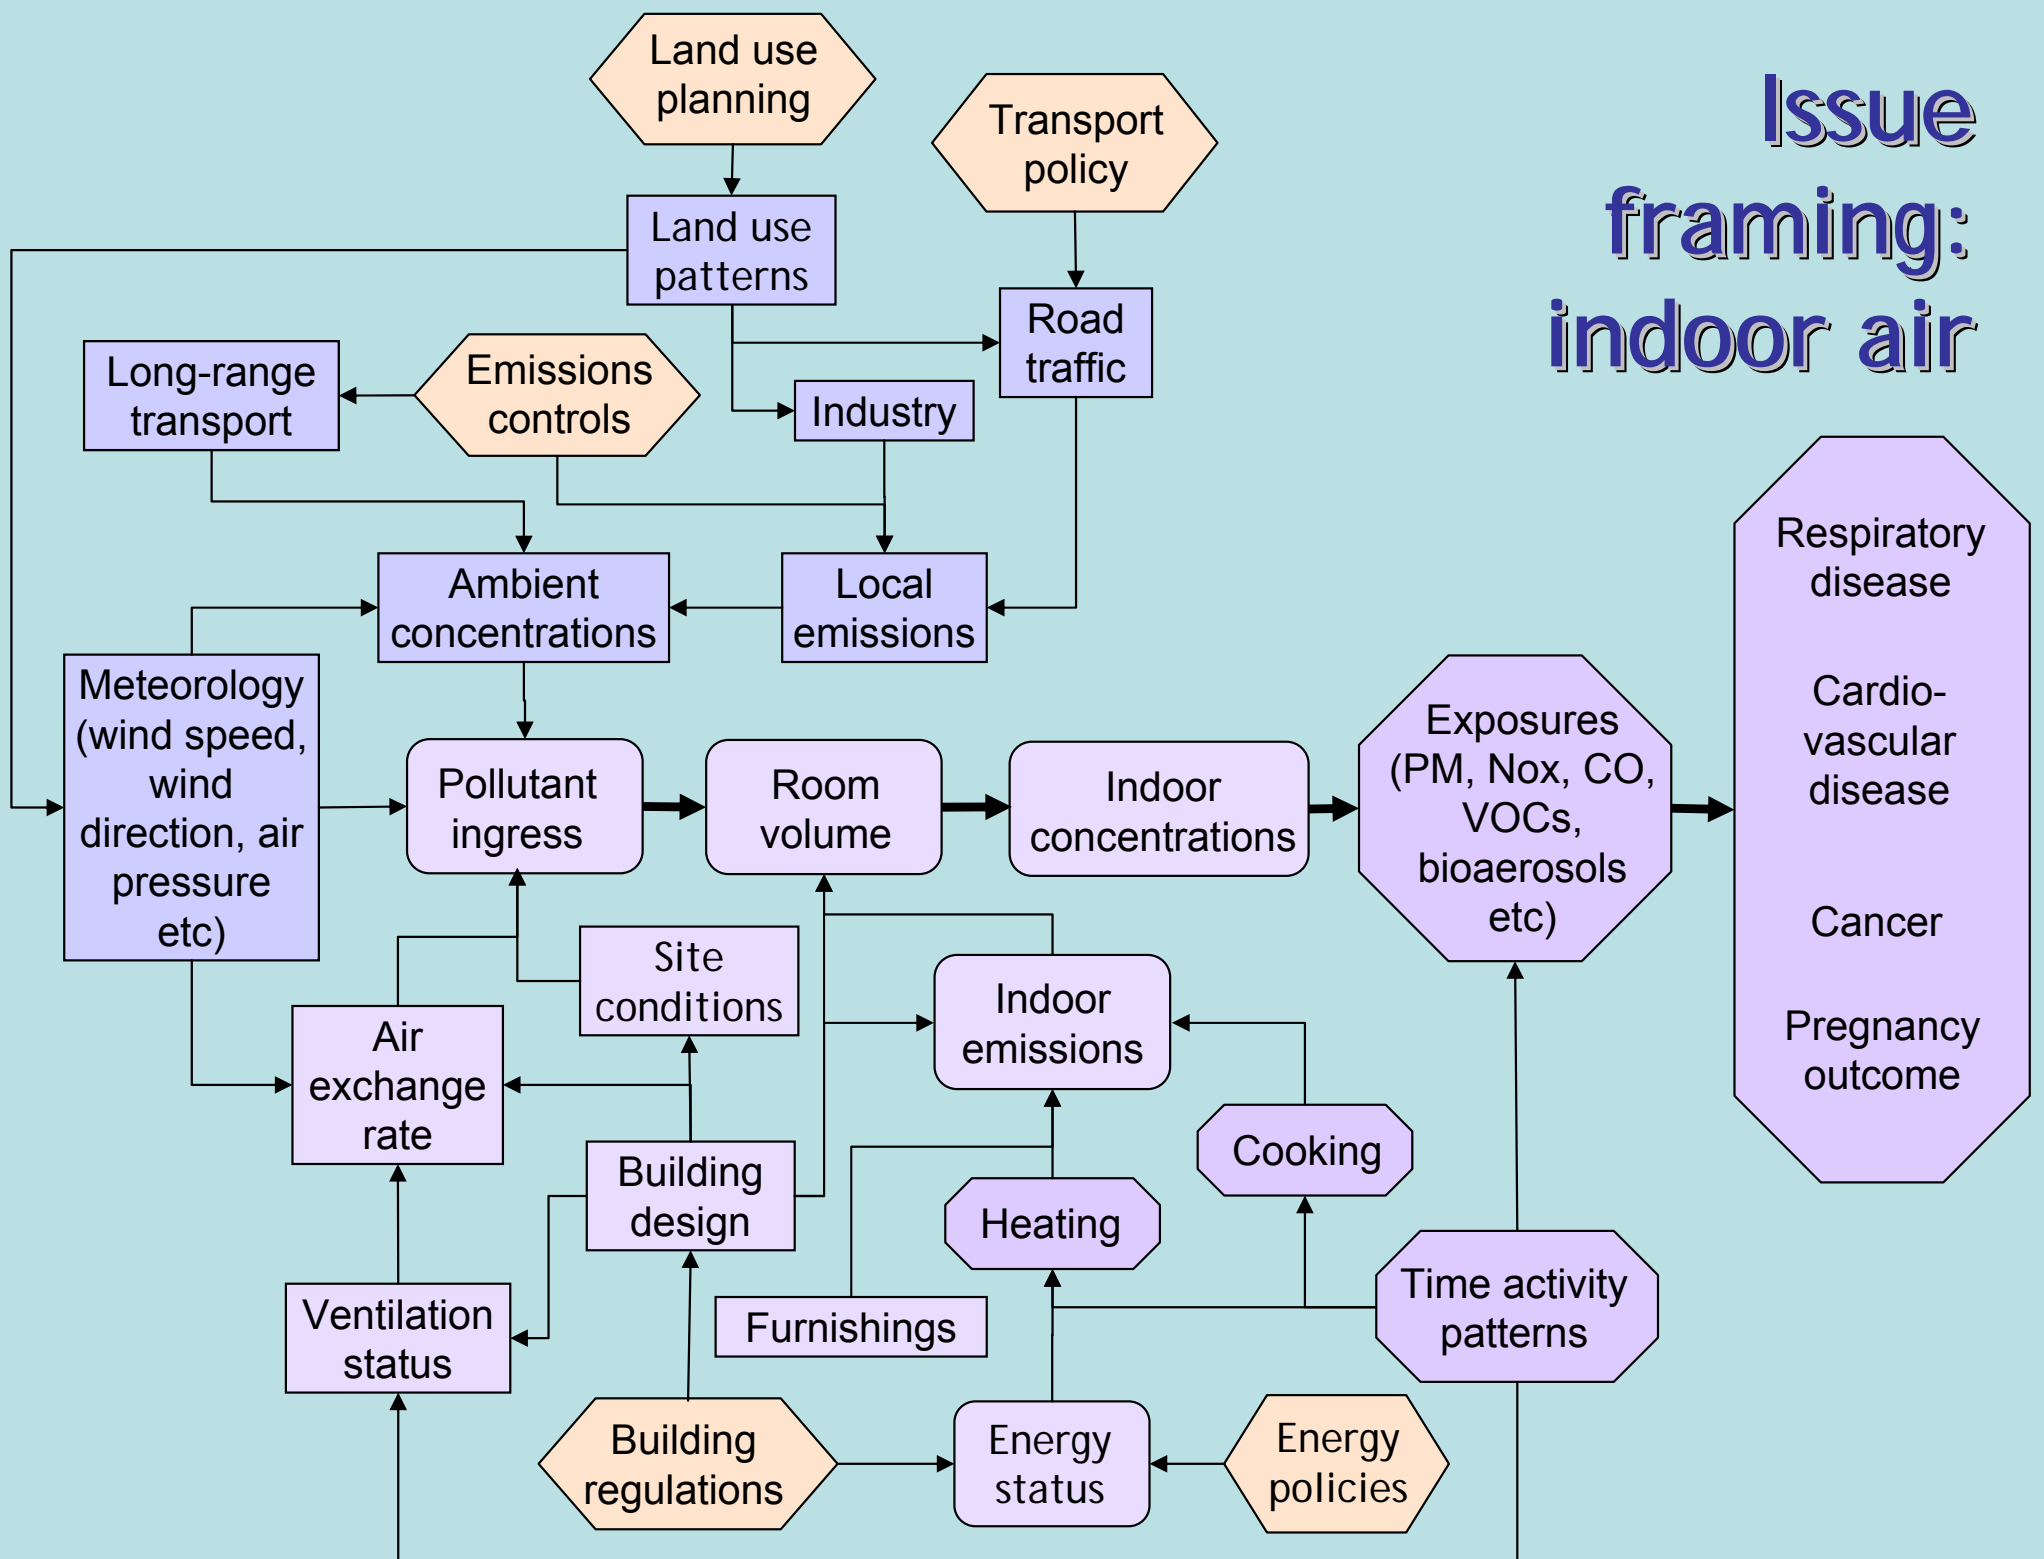 Issue
framing:
indoor air
Land use
planning
Transport
policy
Land use
patterns
Road
traffic
Long-range
transport
Emissions
controls
Industry
Ambient
concentrations
Local
emissions
Meteorology
(wind speed,
wind
direction, air
pressure
etc)
Pollutant
ingress
Room
volume
Indoor
concentrations
Exposures
(PM, Nox, CO,
VOCs,
bioaerosols
etc)
Respiratory
disease
Cardio-
vascular
disease
Cancer
Pregnancy
outcome
Site
conditions
Indoor
emissions
Air
exchange
rate
Building
design
Cooking
Heating
Time activity
patterns
Ventilation
status
Furnishings
Building
regulations
Energy
status
Energy
policies